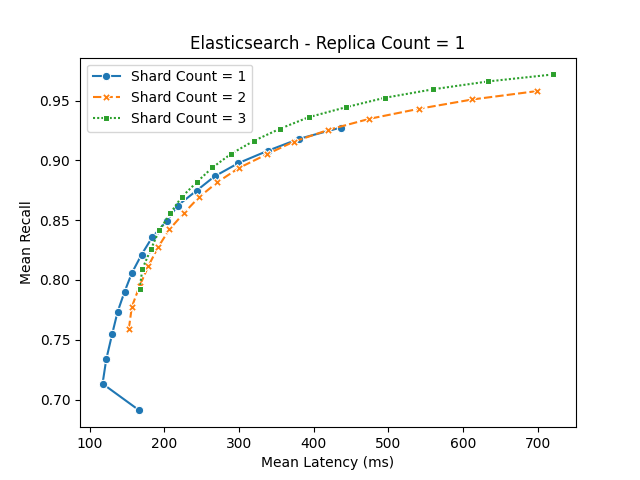 Elasticsearch - Replica Count = 1
Shard Count = 1
Shard Count = 2
Shard Count = 3
0.95
0.90
0.85
0.80
0.75
0.70
Mean Recall
100 200 300 400 500 600 700
Mean Latency (ms)